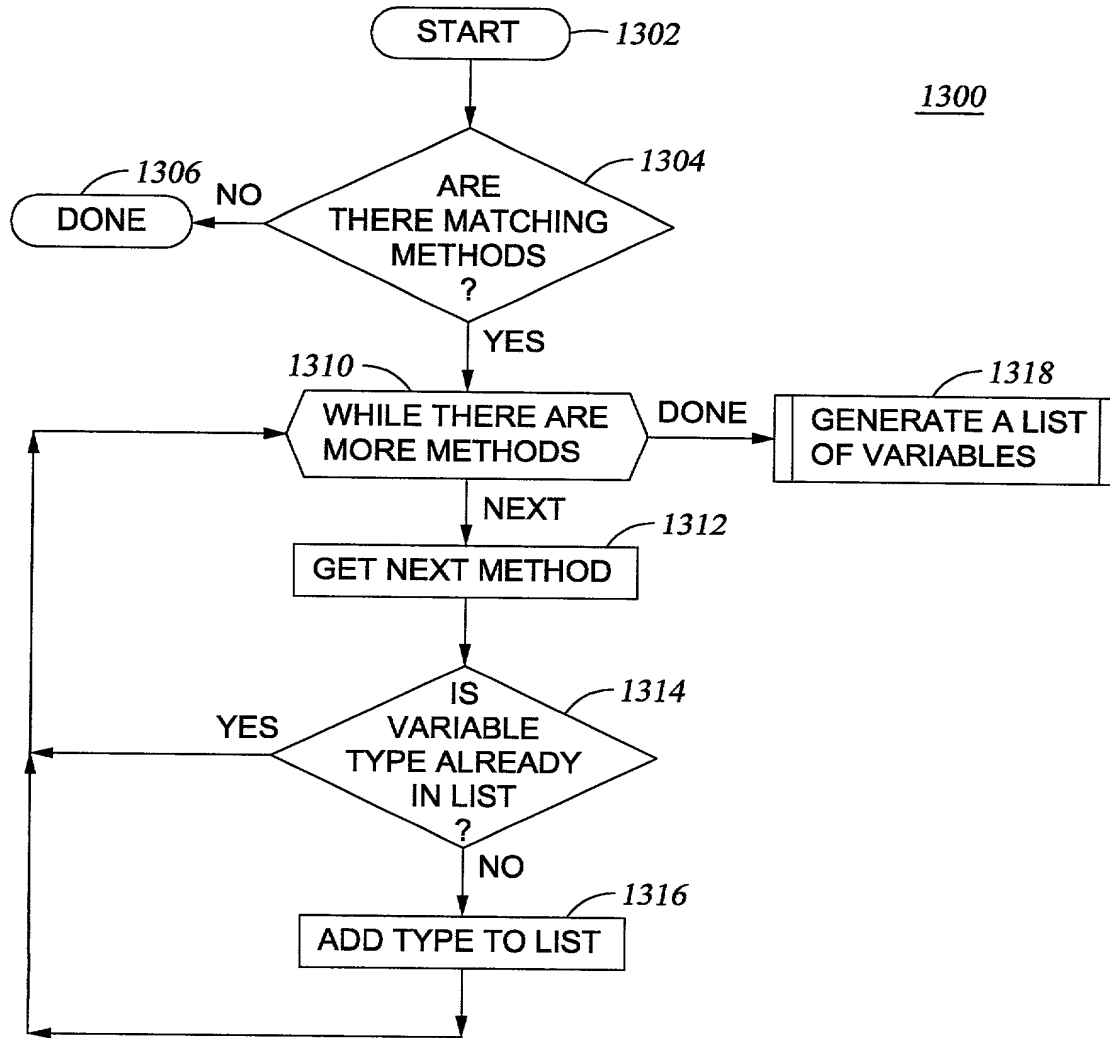 START
1302
1300
1304
1306
NO
DONE
ARE
THERE MATCHING
METHODS
?
YES
1310
WHILE THERE ARE
MORE METHODS
DONE
1318
GENERATE A LIST
OF VARIABLES
NEXT
1312
GET NEXT METHOD
1314
IS
VARIABLE
TYPE ALREADY
IN LIST
?
YES
NO
1316
ADD TYPE TO LIST